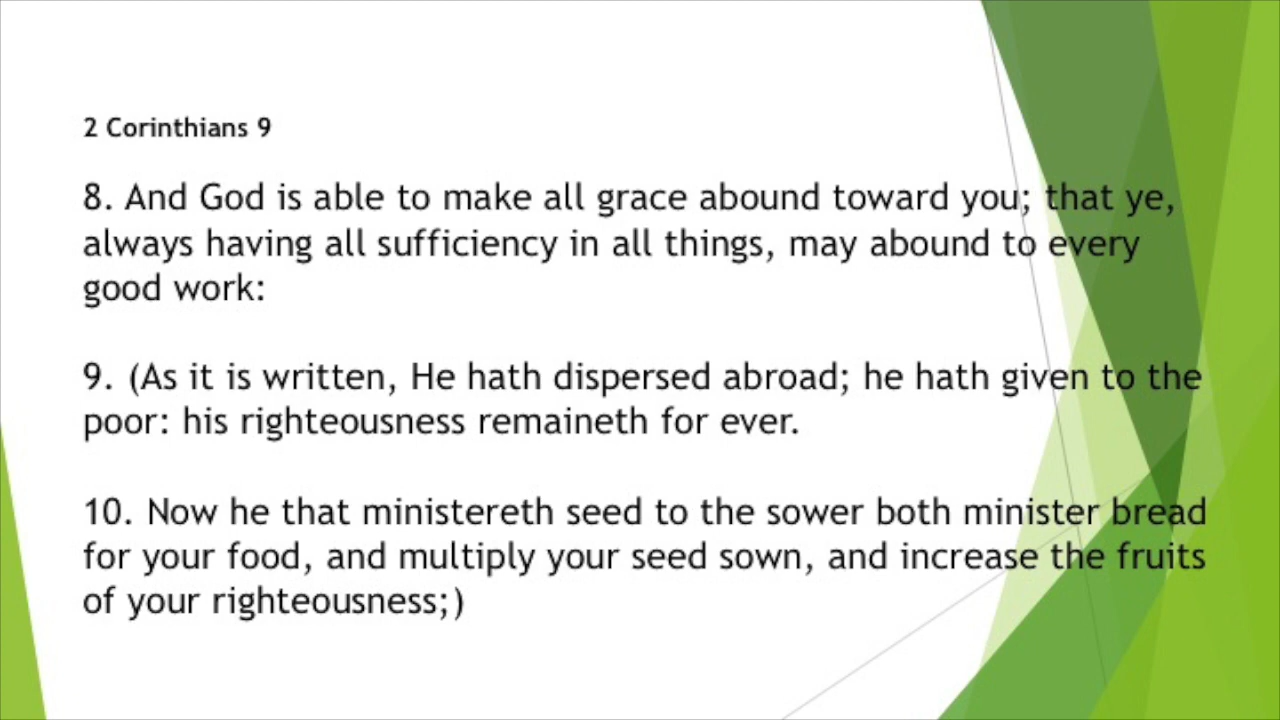 2 Corinthians 9
8. And God is able to make all grace abound toward you; that ye,
always having all sufficiency in all things, may abound to every
good work:
9. (As it is written, He hath dispersed abroad; he hath given to the
poor: his righteousness remaineth for ever.
10. Now he that ministereth seed to the sower both minister bread
for your food, and multiply your seed sown, and increase the fruits
of your righteousness;)